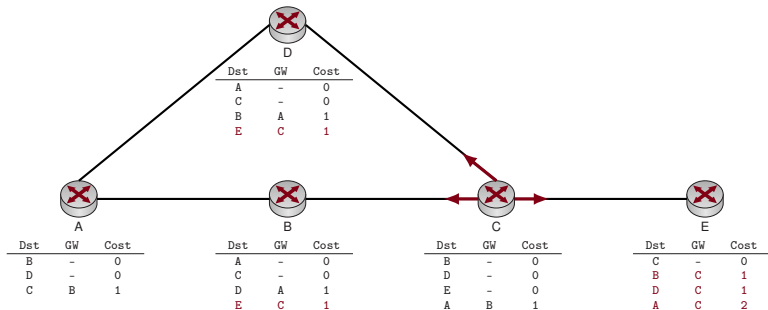 D
Dst GW Cost
A - 0
C - 0
B A 1
E C 1
A
Dst GW Cost
B - 0
D - 0
C B 1
B
Dst GW Cost
A - 0
C - 0
D A 1
E C 1
C
Dst GW Cost
B - 0
D - 0
E - 0
A B 1
E
Dst GW Cost
C - 0
B C 1
D C 1
A C 2